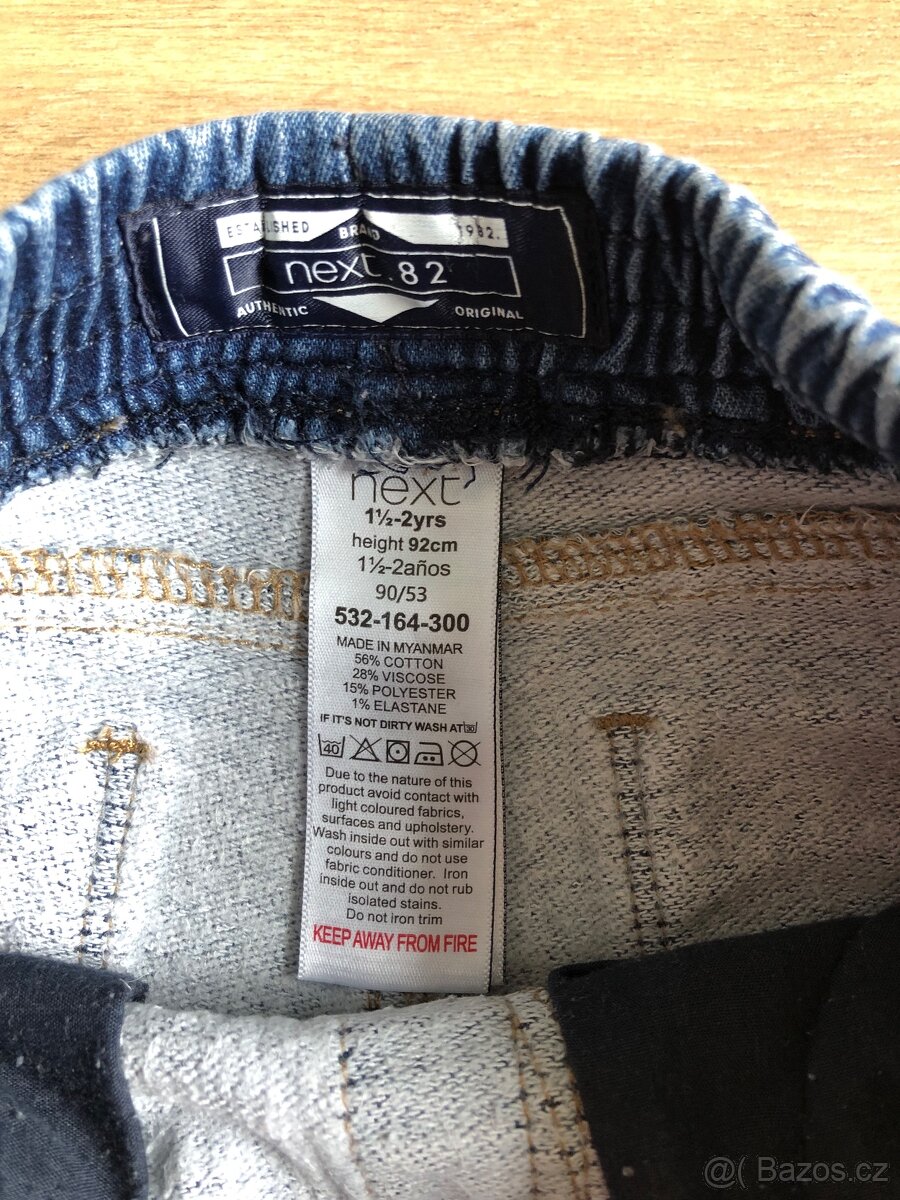 ESTABLISHED BRAND 1982.
next.82
AUTHENTIC ORIGINAL
next
1½-2yrs
height 92cm
1½-2años
90/53
532-164-300
MADE IN MYANMAR
56% COTTON
28% VISCOSE
15% POLYESTER
1% ELASTANE
IF IT'S NOT DIRTY WASH AT 30
40
Due to the nature of this
product avoid contact with
light coloured fabrics,
surfaces and upholstery.
Wash inside out with similar
colours and do not use
fabric conditioner. Iron
inside out and do not rub
isolated stains.
Do not iron trim
KEEP AWAY FROM FIRE
@( Bazos.cz